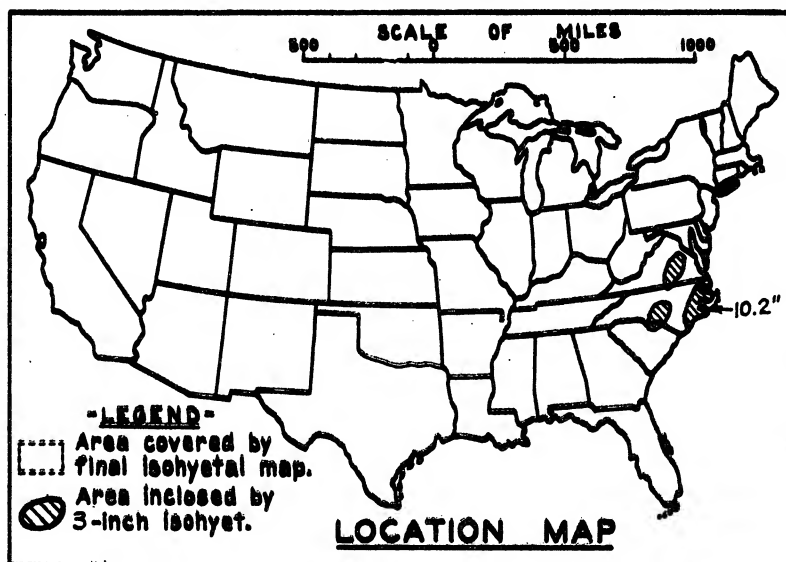 SCALE OF MILES
500 0 500 1000
10.2"
-LEGEND-
Area covered by
final isohyetal map.
Area inclosed by
3-inch isohyet.
LOCATION MAP